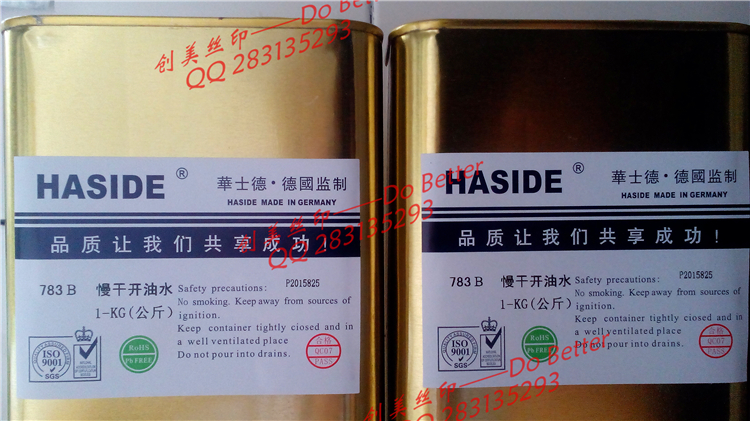 创美丝印——Do Better
QQ 283135293
HASIDE ®
華士德·德國监制
HASIDE MADE IN GERMANY
品质让我们共享成功!
783 B 慢干开油水
1-KG(公斤)
Safety precautions: P2015825
No smoking. Keep away from sources of
ignition.
Keep container tightly ciosed and in
a well ventilated place
Do not pour into drains.
ISO
9001
SGS
RoHS
Pb FREE
合格
QC07
PASS
HASIDE ®
華士德·德國监制
HASIDE MADE IN GERMANY
品质让我们共享成功!
783 B 慢干开油水
1-KG(公斤)
Safety precautions: P2015825
No smoking. Keep away from sources of
ignition.
Keep container tightly ciosed and in
a well ventilated place
Do not pour into drains.
ISO
9001
SGS
RoHS
Pb FREE
合格
QC07
PASS
创美丝印——Do Better
QQ 283135293
创美丝印——Do Better
QQ 283135293